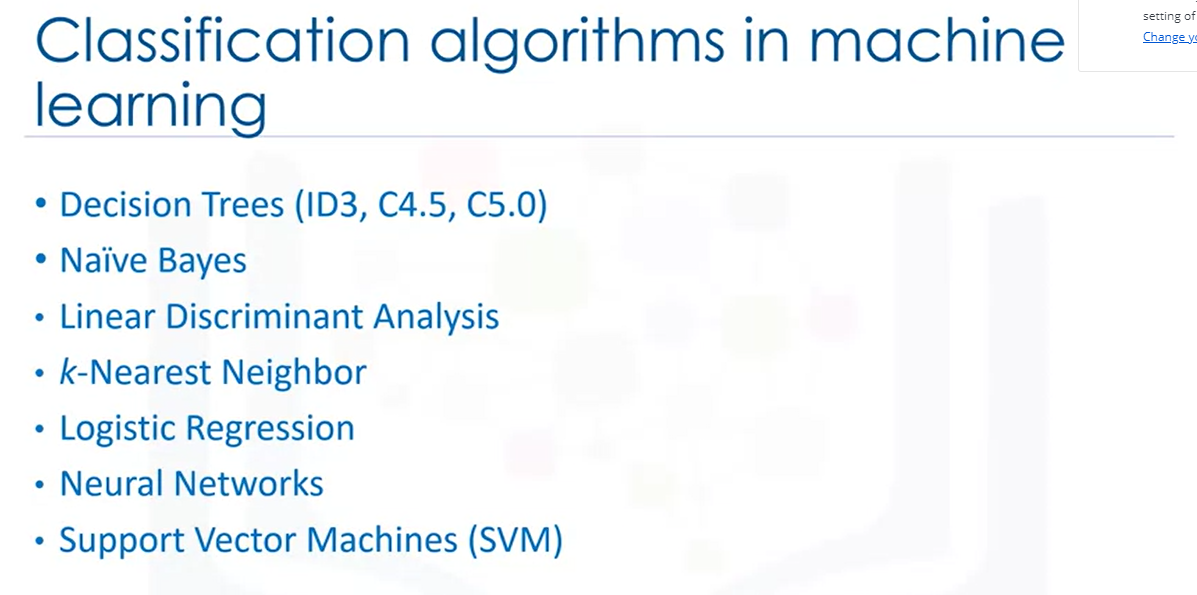 Classification algorithms in machine
learning
• Decision Trees (ID3, C4.5, C5.0)
• Naïve Bayes
• Linear Discriminant Analysis
• k-Nearest Neighbor
• Logistic Regression
• Neural Networks
• Support Vector Machines (SVM)
setting of
Change